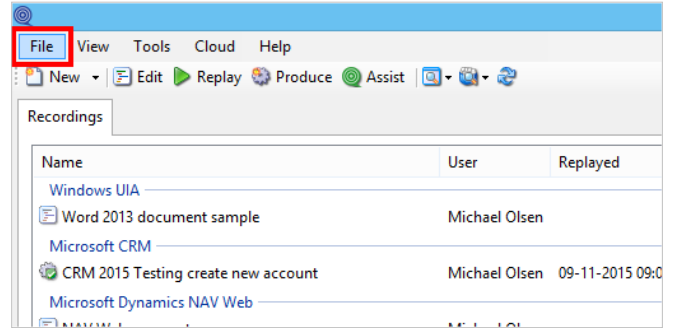 File View Tools Cloud Help
New Edit Replay Produce Assist
Recordings
Name User Replayed
Windows UIA
Word 2013 document sample Michael Olsen
Microsoft CRM
CRM 2015 Testing create new account Michael Olsen 09-11-2015 09:0
Microsoft Dynamics NAV Web